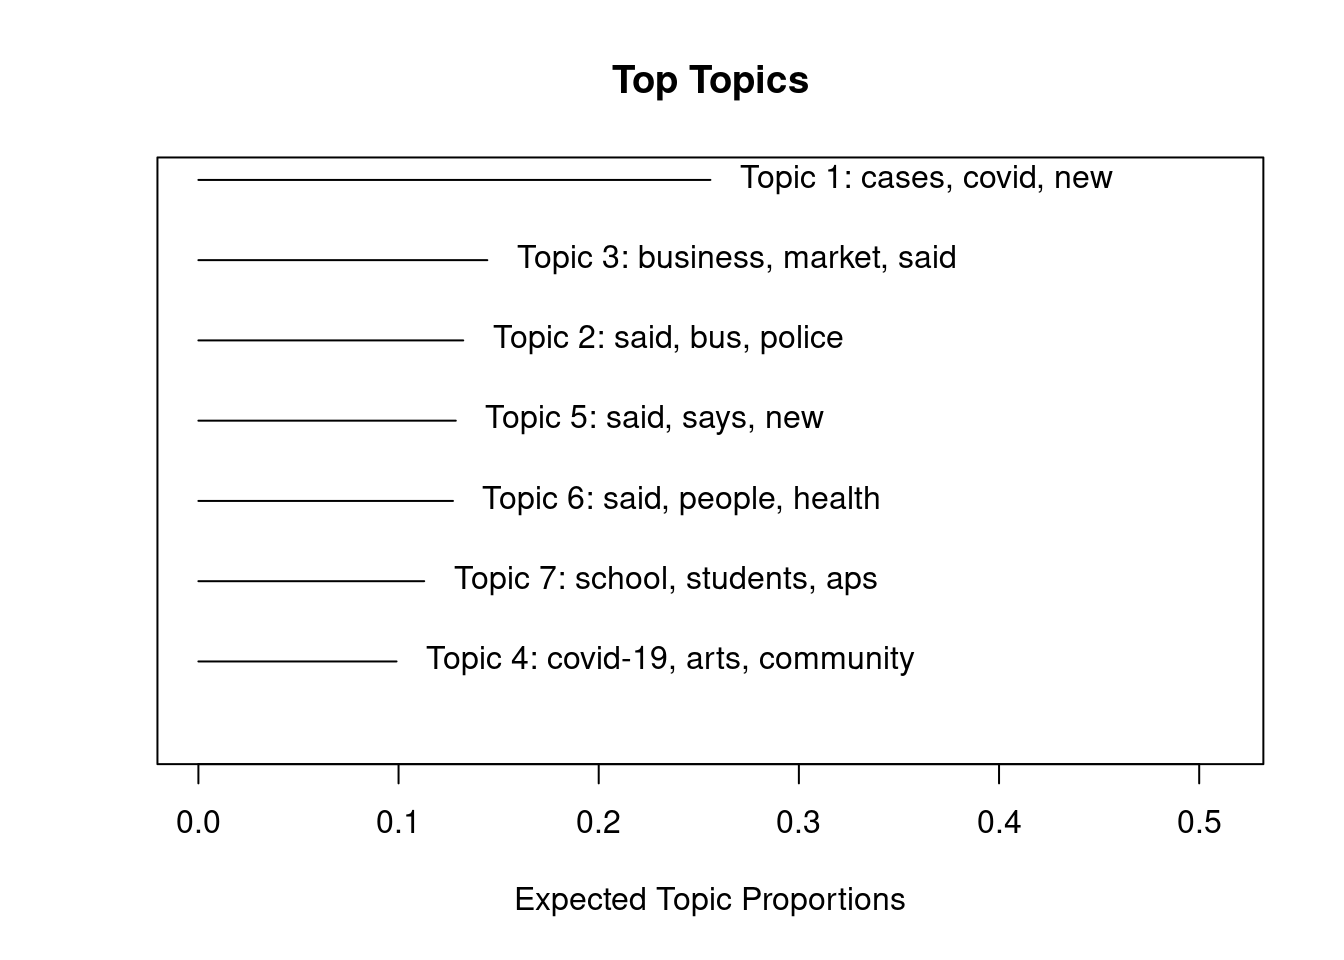 Top Topics
Topic 1: cases, covid, new
Topic 3: business, market, said
Topic 2: said, bus, police
Topic 5: said, says, new
Topic 6: said, people, health
Topic 7: school, students, aps
Topic 4: covid-19, arts, community
0.0 0.1 0.2 0.3 0.4 0.5
Expected Topic Proportions